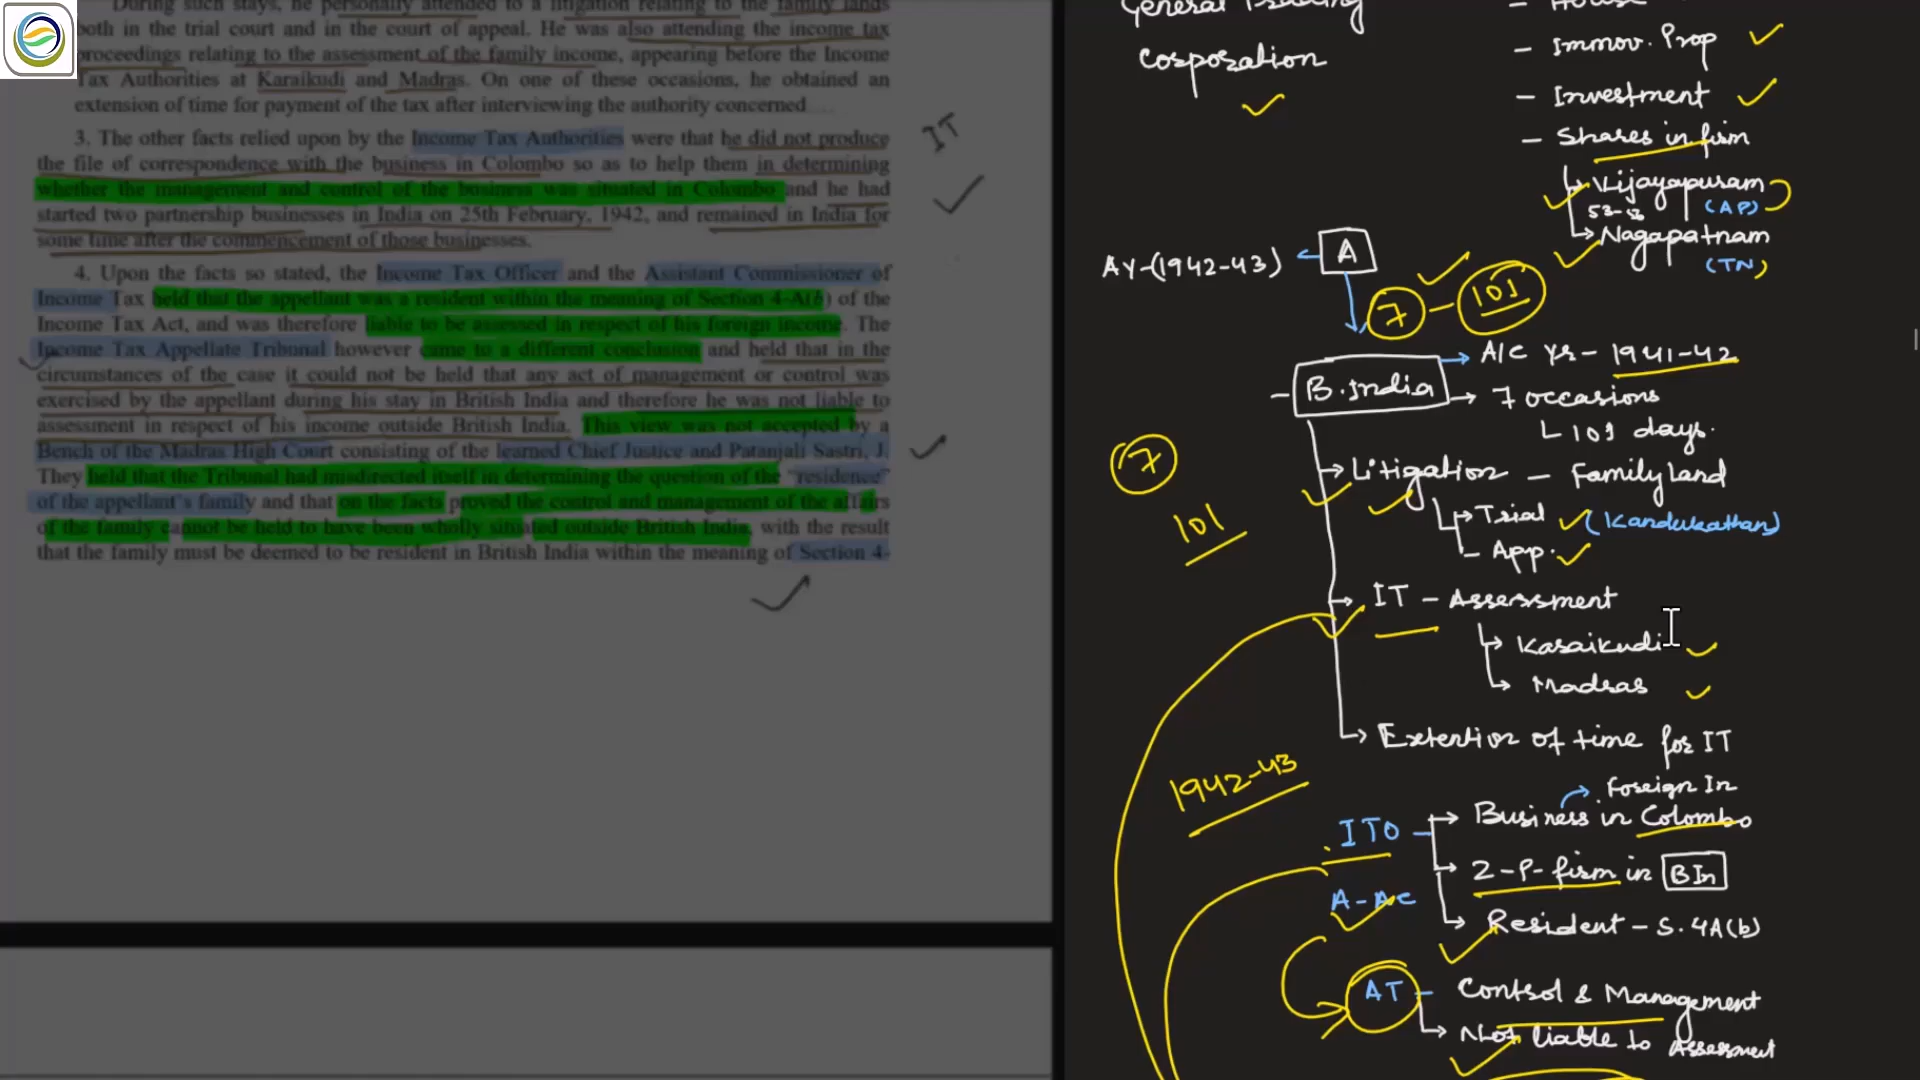 During such stays, he personally attended to a litigation relating to the family lands
both in the trial court and in the court of appeal. He was also attending the income tax
proceedings relating to the assessment of the family income, appearing before the Income
Tax Authorities at Karaikudi and Madras. On one of these occasions, he obtained an
extension of time for payment of the tax after interviewing the authority concerned....
3. The other facts relied upon by the Income Tax Authorities were that he did not produce
the file of correspondence with the business in Colombo so as to help them in determining
whether the management and control of the business was situated in Colombo and he had
started two partnership businesses in India on 25th February, 1942, and remained in India for
some time after the commencement of those businesses.
4. Upon the facts so stated, the Income Tax Officer and the Assistant Commissioner of
Income Tax held that the appellant was a resident within the meaning of Section 4-A(b) of the
Income Tax Act, and was therefore liable to be assessed in respect of his foreign income. The
Income Tax Appellate Tribunal however came to a different conclusion and held that in the
circumstances of the case it could not be held that any act of management or control was
exercised by the appellant during his stay in British India and therefore he was not liable to
assessment in respect of his income outside British India. This view was not accepted by a
Bench of the Madras High Court consisting of the learned Chief Justice and Patanjali Sastri, J.
They held that the Tribunal had misdirected itself in determining the question of the "residence"
of the appellant's family and that on the facts proved the control and management of the affairs
of the family cannot be held to have been wholly situated outside British India, with the result
that the family must be deemed to be resident in British India within the meaning of Section 4-
IT
General Trading
Corporation
- House
- Immov. Prop
- Investment
- Shares in firm
Vijayapuram
(AP)
Nagapatnam
(TN)
AY-(1942-43) A
7 - 101
B.India
A/C yr - 1941-42
7 occasions
101 days.
7
101
Litigation - Family land
Trial (Kandukathan)
- App.
IT - Assessment
Karaikudi
Madras
Extention of time for IT
1942-43
Foreign In
ITO - Business in Colombo
2-P-firm in BIn
A-AC
Resident - S. 4A(b)
AT - Control & Management
Not liable to Assessment